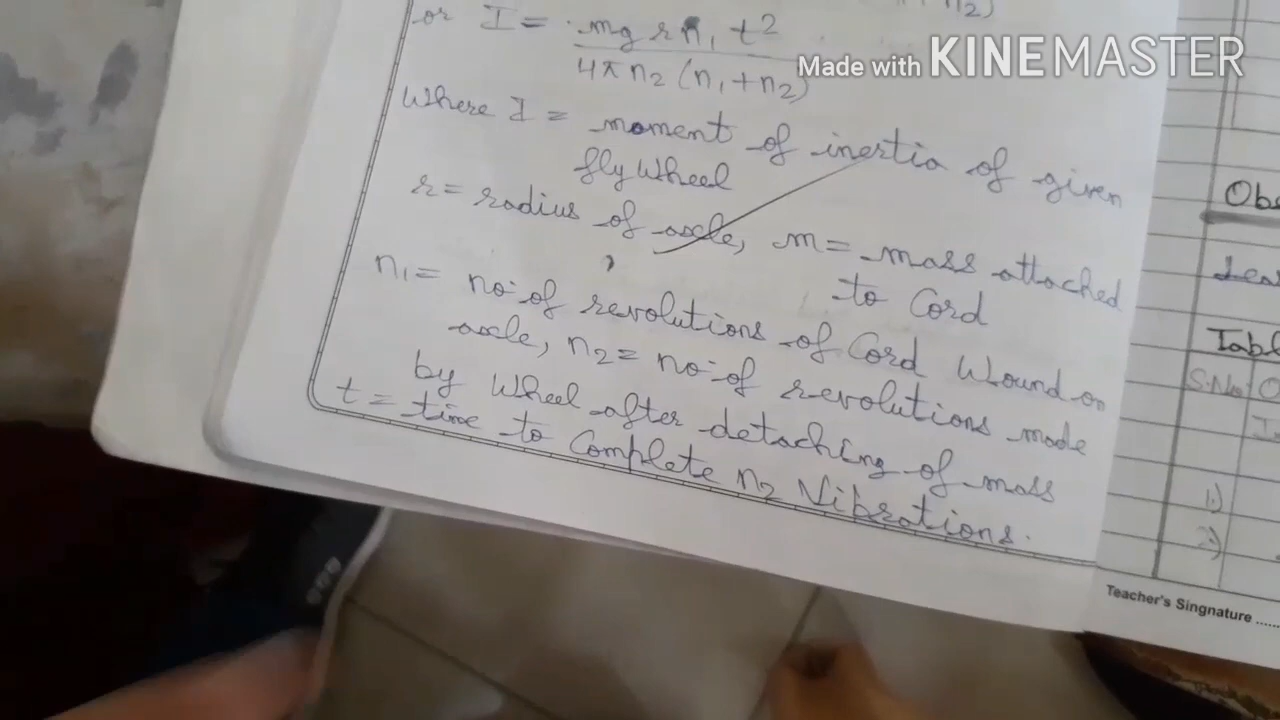 n2)
or I = mg r n1 t2
4π n2 (n1+n2)
Made with KINEMASTER
Where I = moment of inertia of given
fly Wheel
r = radius of axle, m = mass attached
to Cord
n1 = no. of revolutions of Cord Wound on
axle, n2 = no. of revolutions made
by Wheel after detaching of mass
t = time to Complete n2 Vibrations.
Obs
Leas
Tabl
S.No.
1.)
2.)
Teacher's Singnature ......